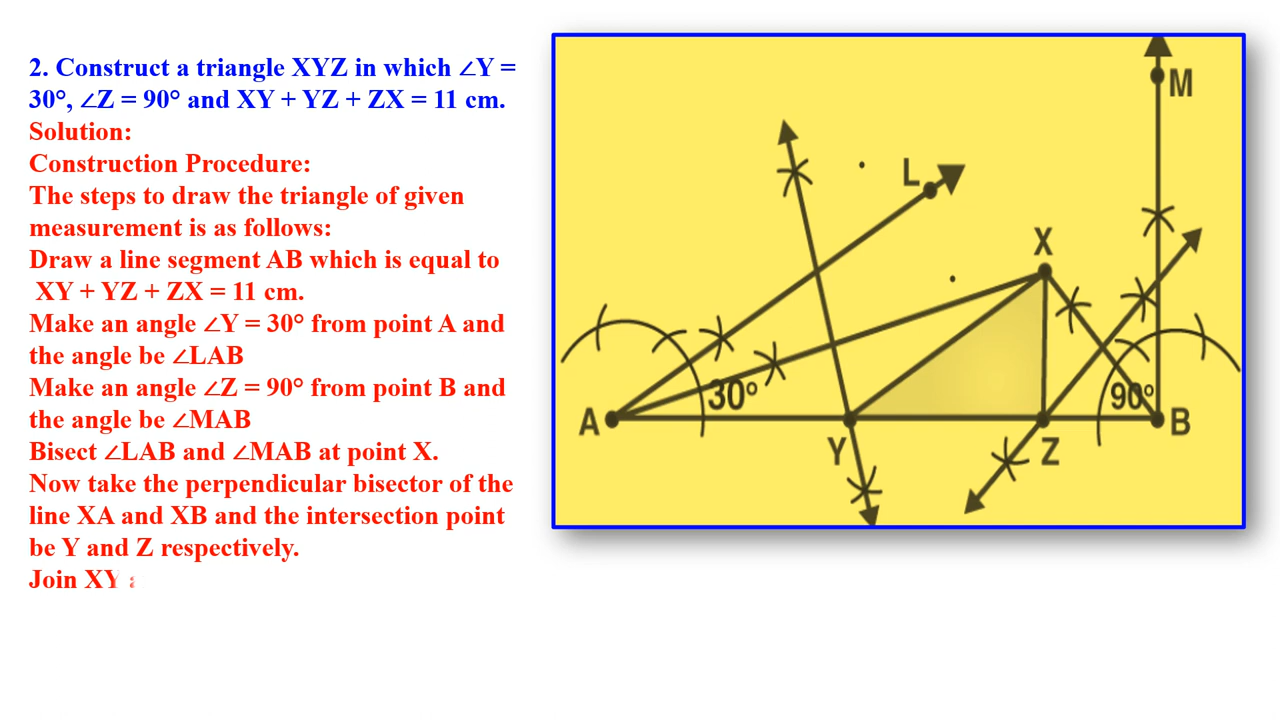 2. Construct a triangle XYZ in which ∠Y =
30°, ∠Z = 90° and XY + YZ + ZX = 11 cm.
Solution:
Construction Procedure:
The steps to draw the triangle of given
measurement is as follows:
Draw a line segment AB which is equal to
XY + YZ + ZX = 11 cm.
Make an angle ∠Y = 30° from point A and
the angle be ∠LAB
Make an angle ∠Z = 90° from point B and
the angle be ∠MAB
Bisect ∠LAB and ∠MAB at point X.
Now take the perpendicular bisector of the
line XA and XB and the intersection point
be Y and Z respectively.
Join XY
M
L
X
30°
90°
A
B
Y
Z